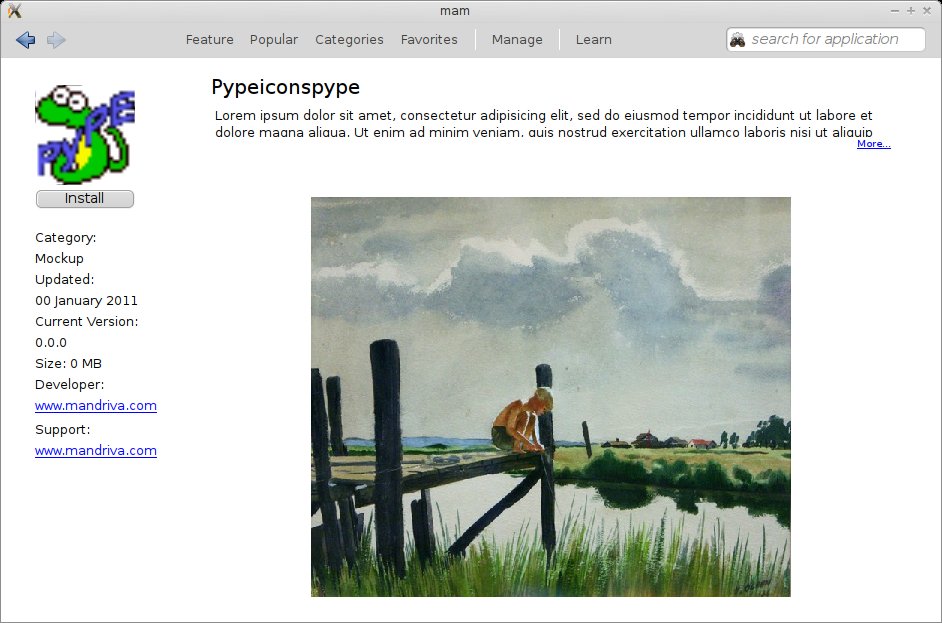 mam
Feature Popular Categories Favorites Manage Learn search for application
PYPE
Pypeiconspype
Lorem ipsum dolor sit amet, consectetur adipisicing elit, sed do eiusmod tempor incididunt ut labore et
dolore magna aliqua. Ut enim ad minim veniam, quis nostrud exercitation ullamco laboris nisi ut aliquip
More...
Install
Category:
Mockup
Updated:
00 January 2011
Current Version:
0.0.0
Size: 0 MB
Developer:
www.mandriva.com
Support:
www.mandriva.com